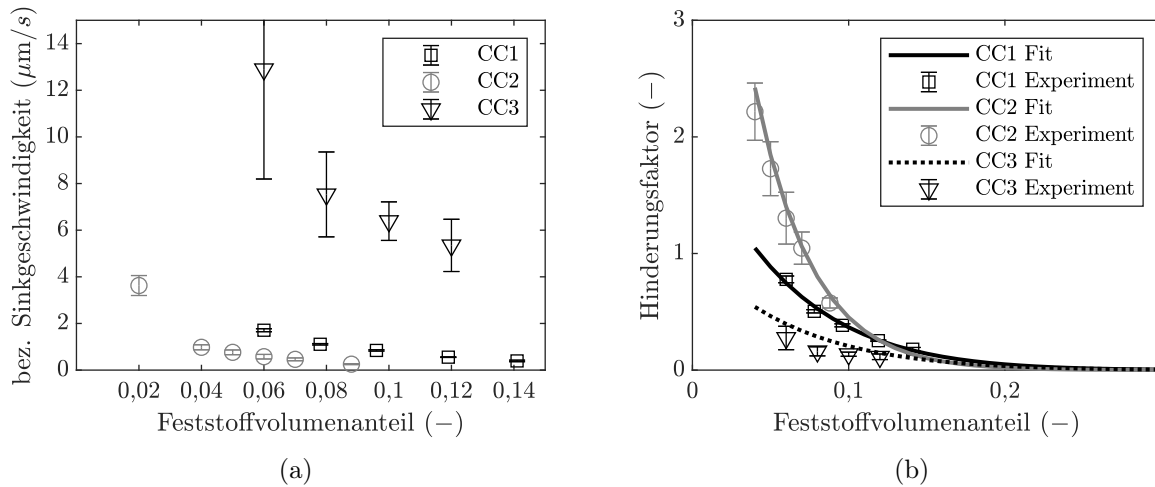 bez. Sinkgeschwindigkeit (μm/s)
14
12
10
8
6
4
2
0
CC1
CC2
CC3
0,02 0,04 0,06 0,08 0,1 0,12 0,14
Feststoffvolumenanteil (−)
(a)
Hinderungsfaktor (−)
3
2
1
0
CC1 Fit
CC1 Experiment
CC2 Fit
CC2 Experiment
CC3 Fit
CC3 Experiment
0 0,1 0,2
Feststoffvolumenanteil (−)
(b)